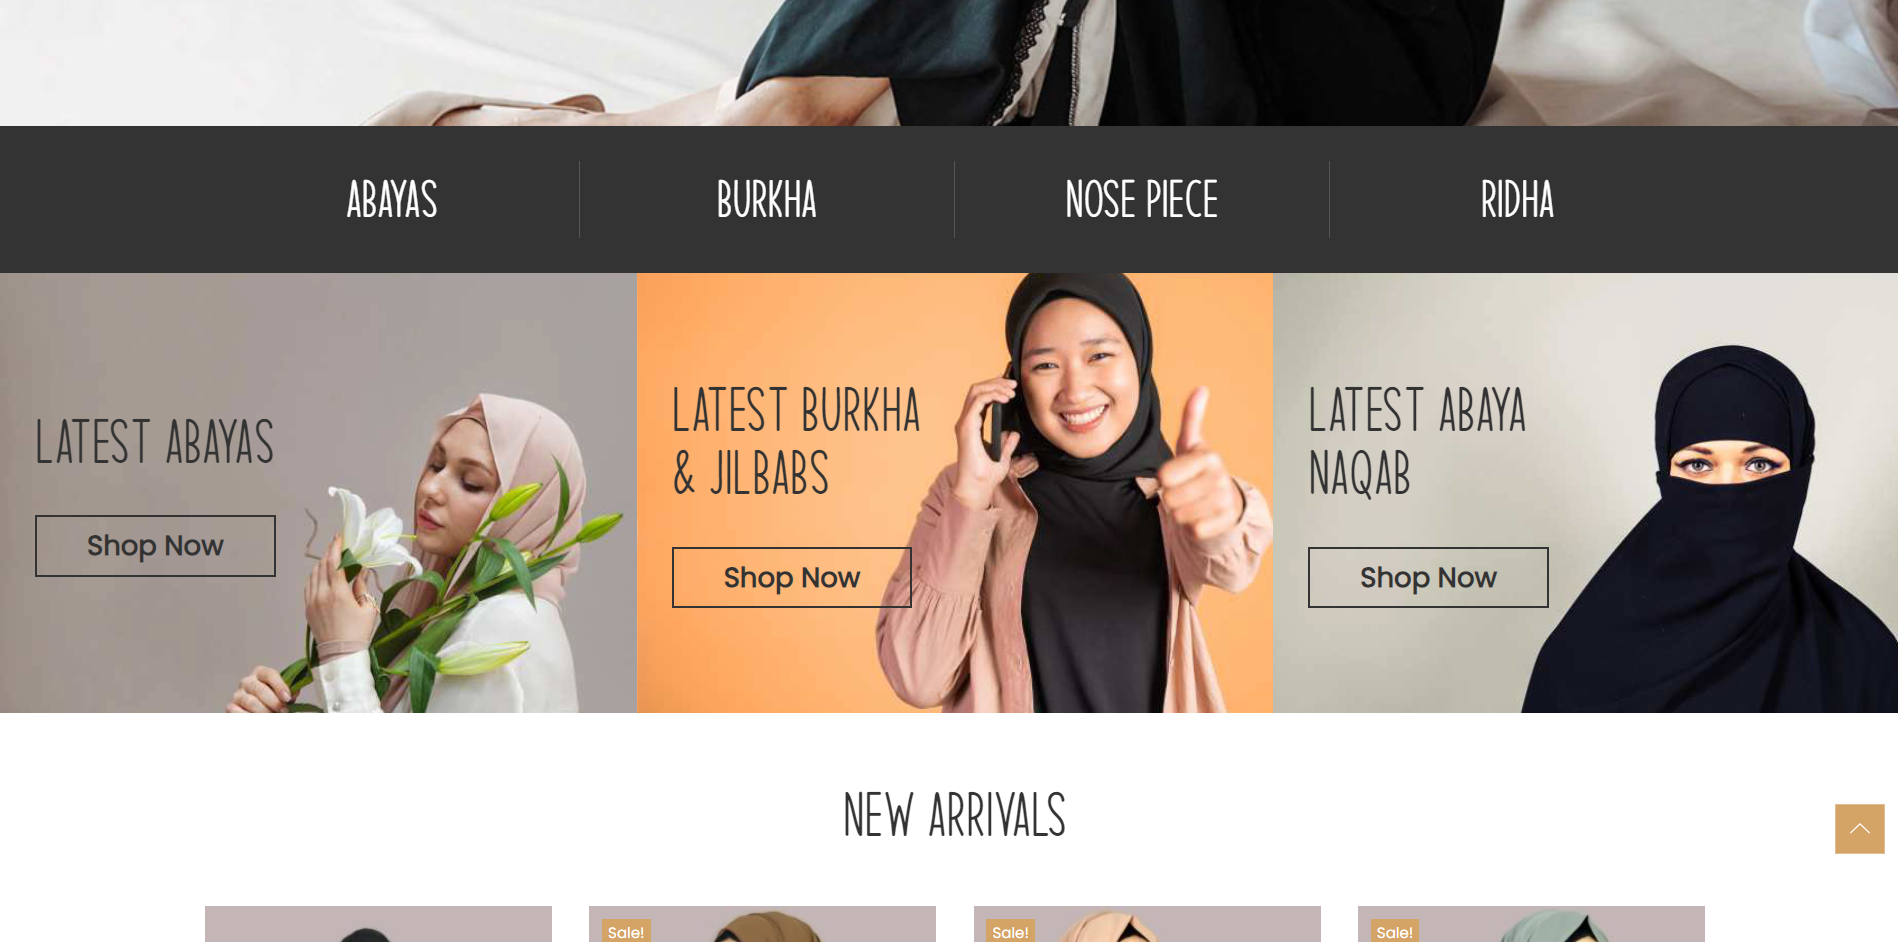 ABAYAS
BURKHA
NOSE PIECE
RIDHA
LATEST ABAYAS
Shop Now
LATEST BURKHA
& JILBABS
Shop Now
LATEST ABAYA
NAQAB
Shop Now
NEW ARRIVALS
Sale!
Sale!
Sale!